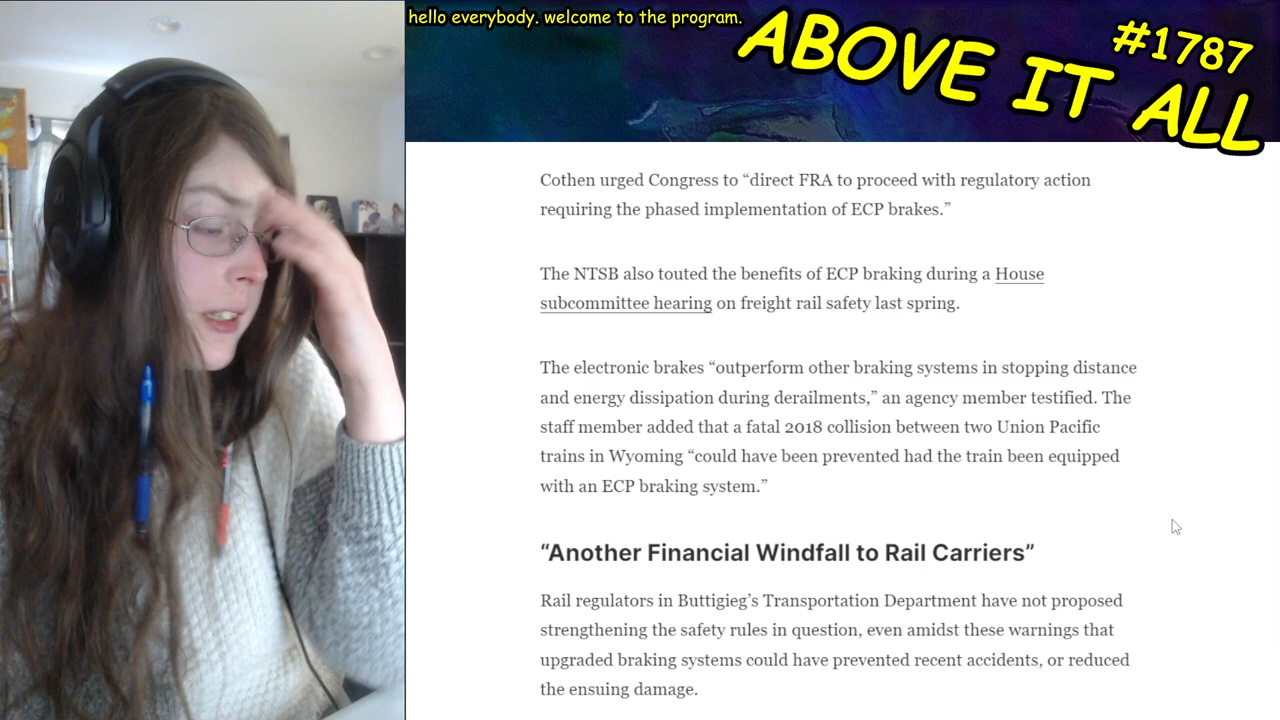 hello everybody. welcome to the program.
ABOVE IT ALL
#1787
Cothen urged Congress to “direct FRA to proceed with regulatory action
requiring the phased implementation of ECP brakes.”
The NTSB also touted the benefits of ECP braking during a House
subcommittee hearing on freight rail safety last spring.
The electronic brakes “outperform other braking systems in stopping distance
and energy dissipation during derailments,” an agency member testified. The
staff member added that a fatal 2018 collision between two Union Pacific
trains in Wyoming “could have been prevented had the train been equipped
with an ECP braking system.”
“Another Financial Windfall to Rail Carriers”
Rail regulators in Buttigieg’s Transportation Department have not proposed
strengthening the safety rules in question, even amidst these warnings that
upgraded braking systems could have prevented recent accidents, or reduced
the ensuing damage.